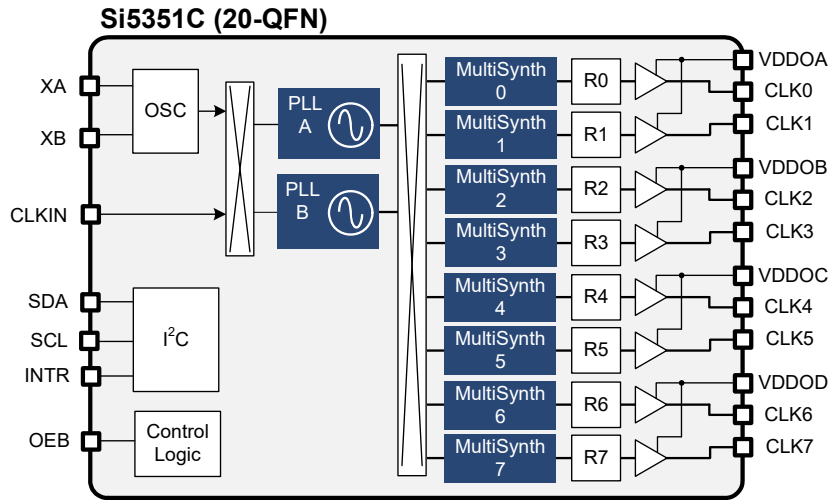 Si5351C (20-QFN)
XA
XB
CLKIN
SDA
SCL
INTR
OEB
OSC
I²C
Control
Logic
PLL
A
PLL
B
MultiSynth
0
MultiSynth
1
MultiSynth
2
MultiSynth
3
MultiSynth
4
MultiSynth
5
MultiSynth
6
MultiSynth
7
R0
R1
R2
R3
R4
R5
R6
R7
VDDOA
CLK0
CLK1
VDDOB
CLK2
CLK3
VDDOC
CLK4
CLK5
VDDOD
CLK6
CLK7